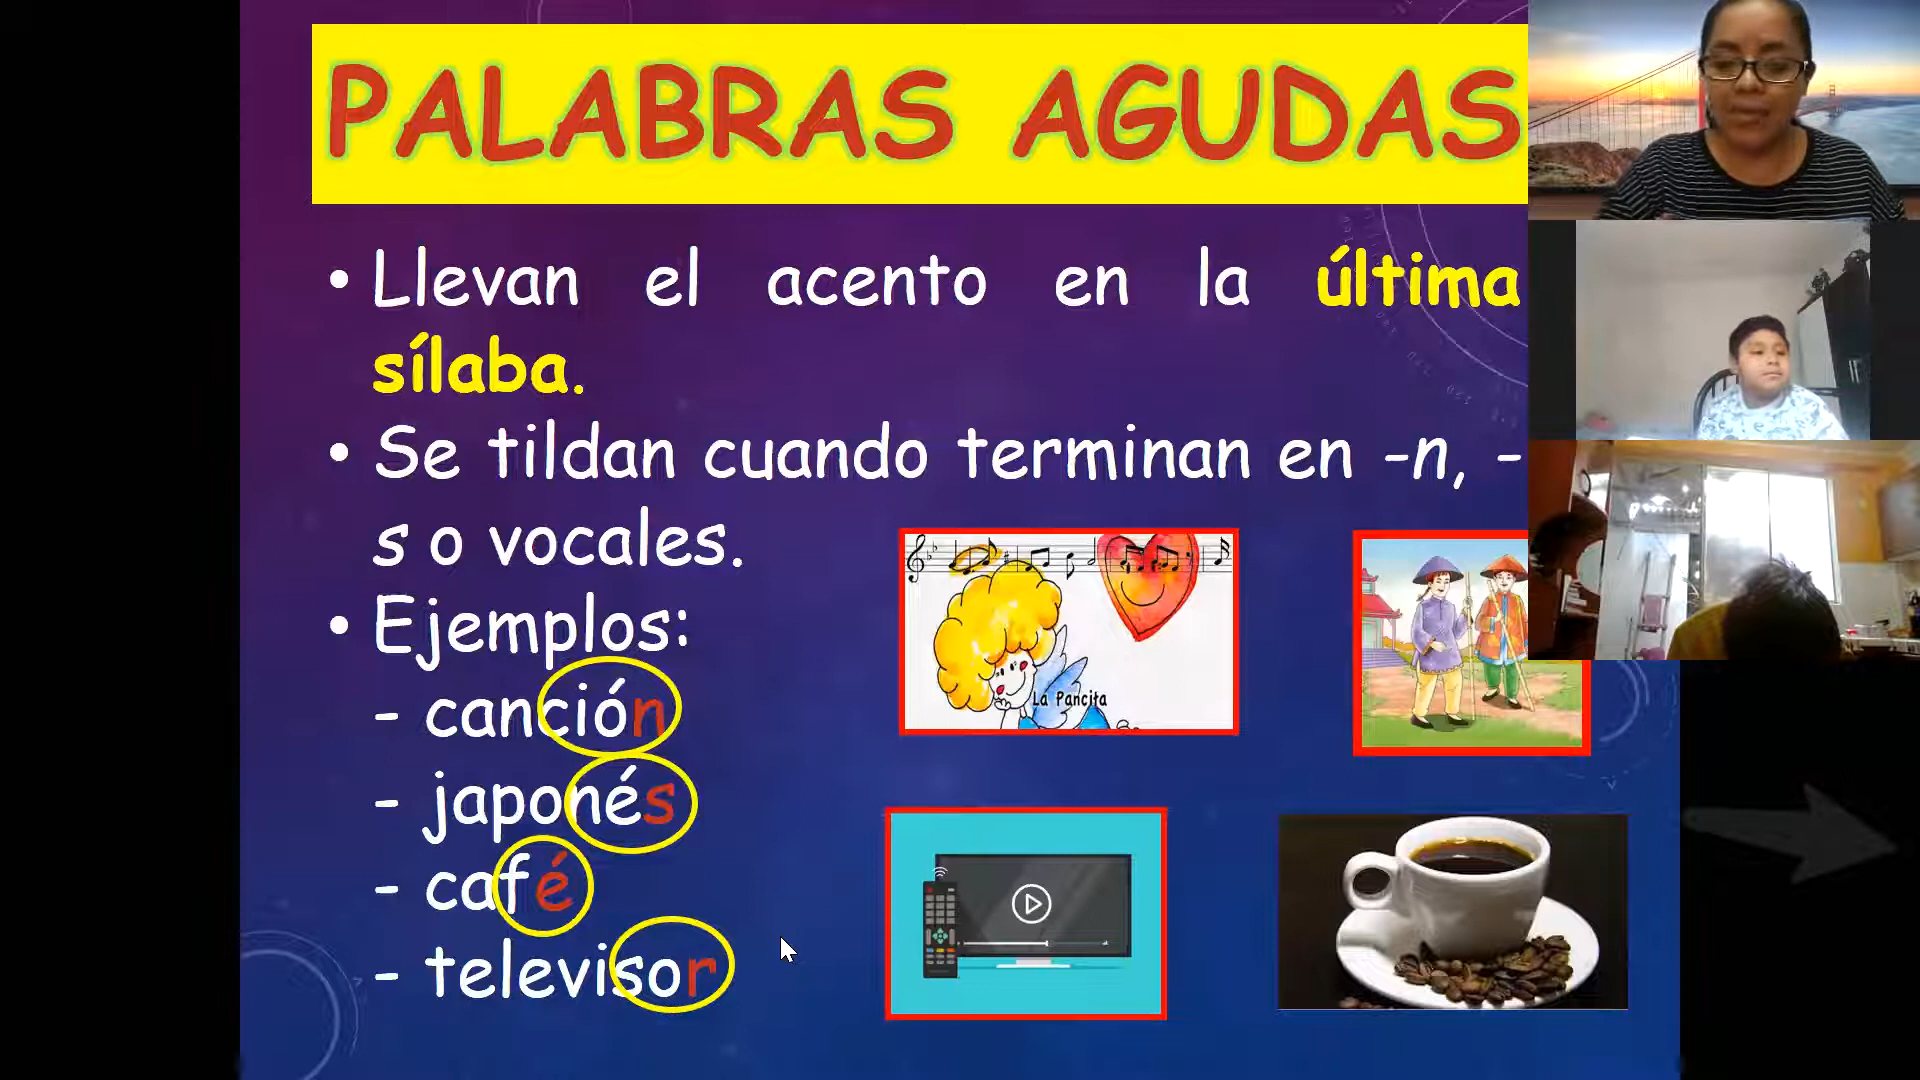 PALABRAS AGUDAS
• Llevan el acento en la última
sílaba.
• Se tildan cuando terminan en -n, -
s o vocales.
• Ejemplos:
- canción
- japonés
- café
- televisor
La Pancita